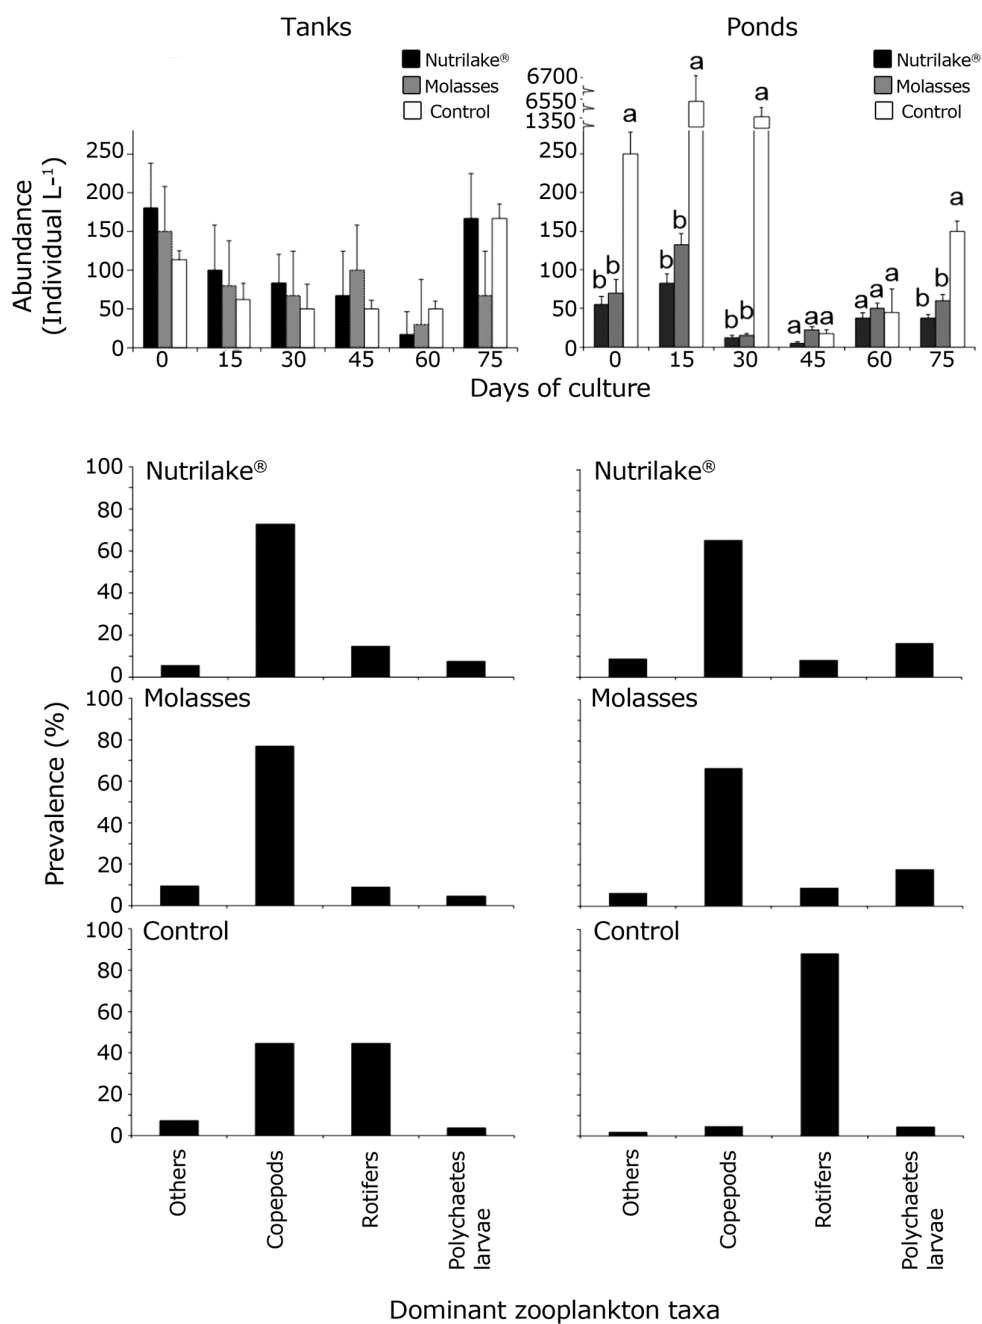 Tanks
Ponds
Nutrilake®
Molasses
Control
Nutrilake®
Molasses
Control
Abundance
(Individual L-1)
250
200
150
100
50
0
0 15 30 45 60 75
6700
6550
1350
250
200
150
100
50
0
b b a
b b a
b b a
a a a
a a a
b b a
0 15 30 45 60 75
Days of culture
Prevalence (%)
Nutrilake®
100
80
60
40
20
0
Nutrilake®
Molasses
100
80
60
40
20
0
Molasses
Control
100
80
60
40
20
0
Control
Others
Copepods
Rotifers
Polychaetes
larvae
Others
Copepods
Rotifers
Polychaetes
larvae
Dominant zooplankton taxa